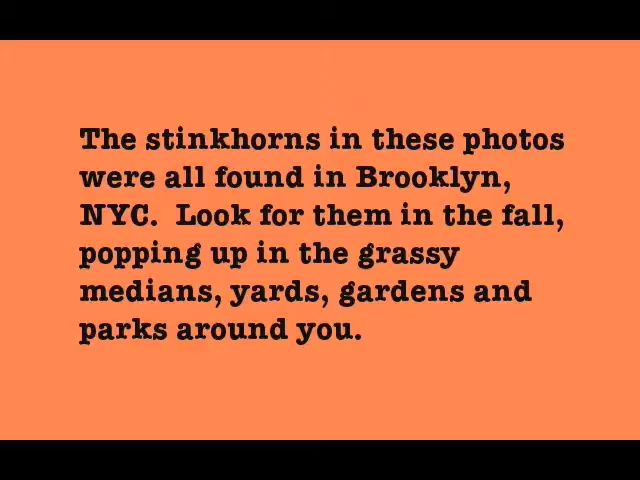 The stinkhorns in these photos
were all found in Brooklyn,
NYC.  Look for them in the fall,
popping up in the grassy
medians, yards, gardens and
parks around you.